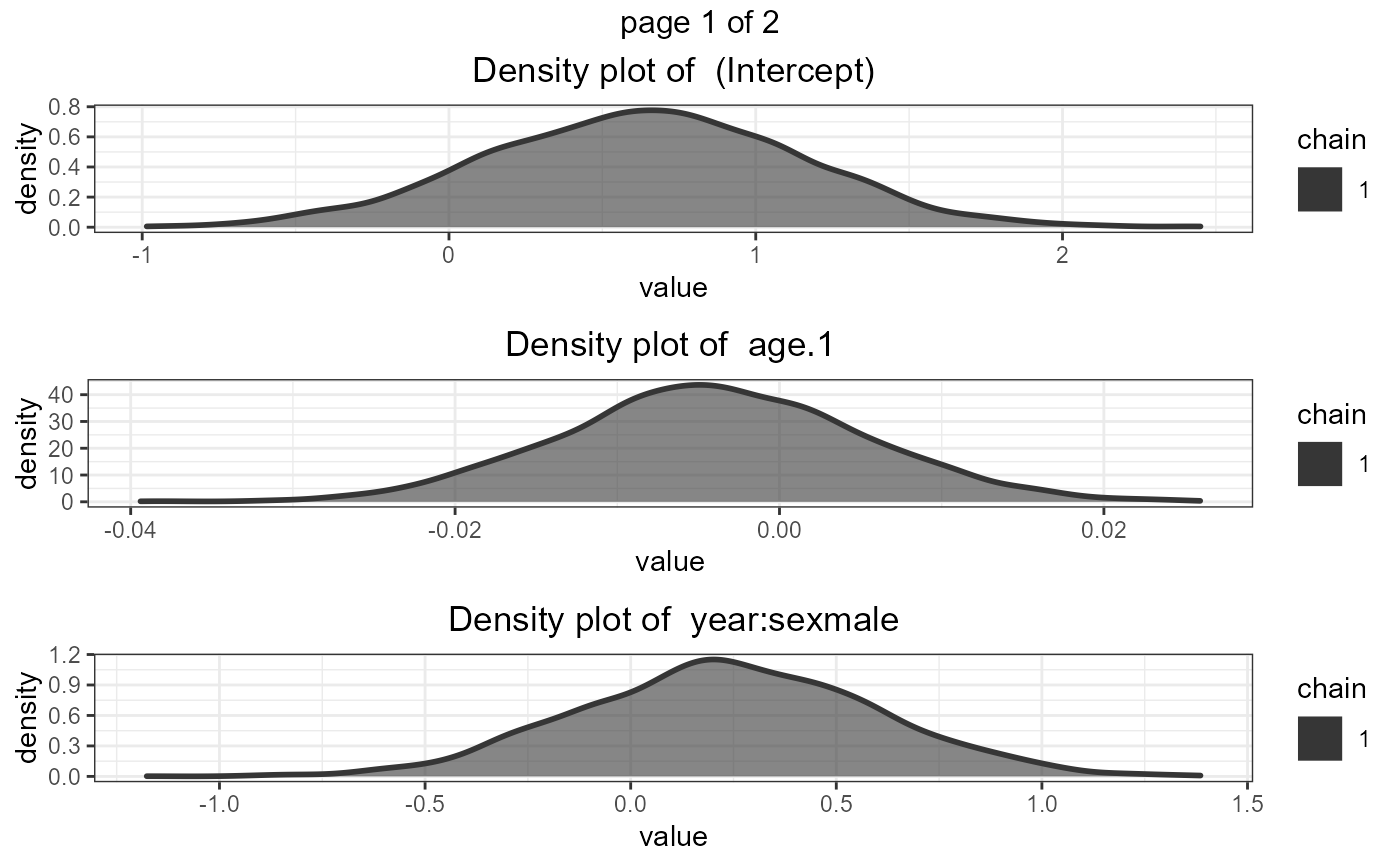 page 1 of 2
Density plot of  (Intercept)
density
0.8
0.6
0.4
0.2
0.0
-1 0 1 2
value
chain
1
Density plot of  age.1
density
40
30
20
10
0
-0.04 -0.02 0.00 0.02
value
chain
1
Density plot of  year:sexmale
density
1.2
0.9
0.6
0.3
0.0
-1.0 -0.5 0.0 0.5 1.0 1.5
value
chain
1